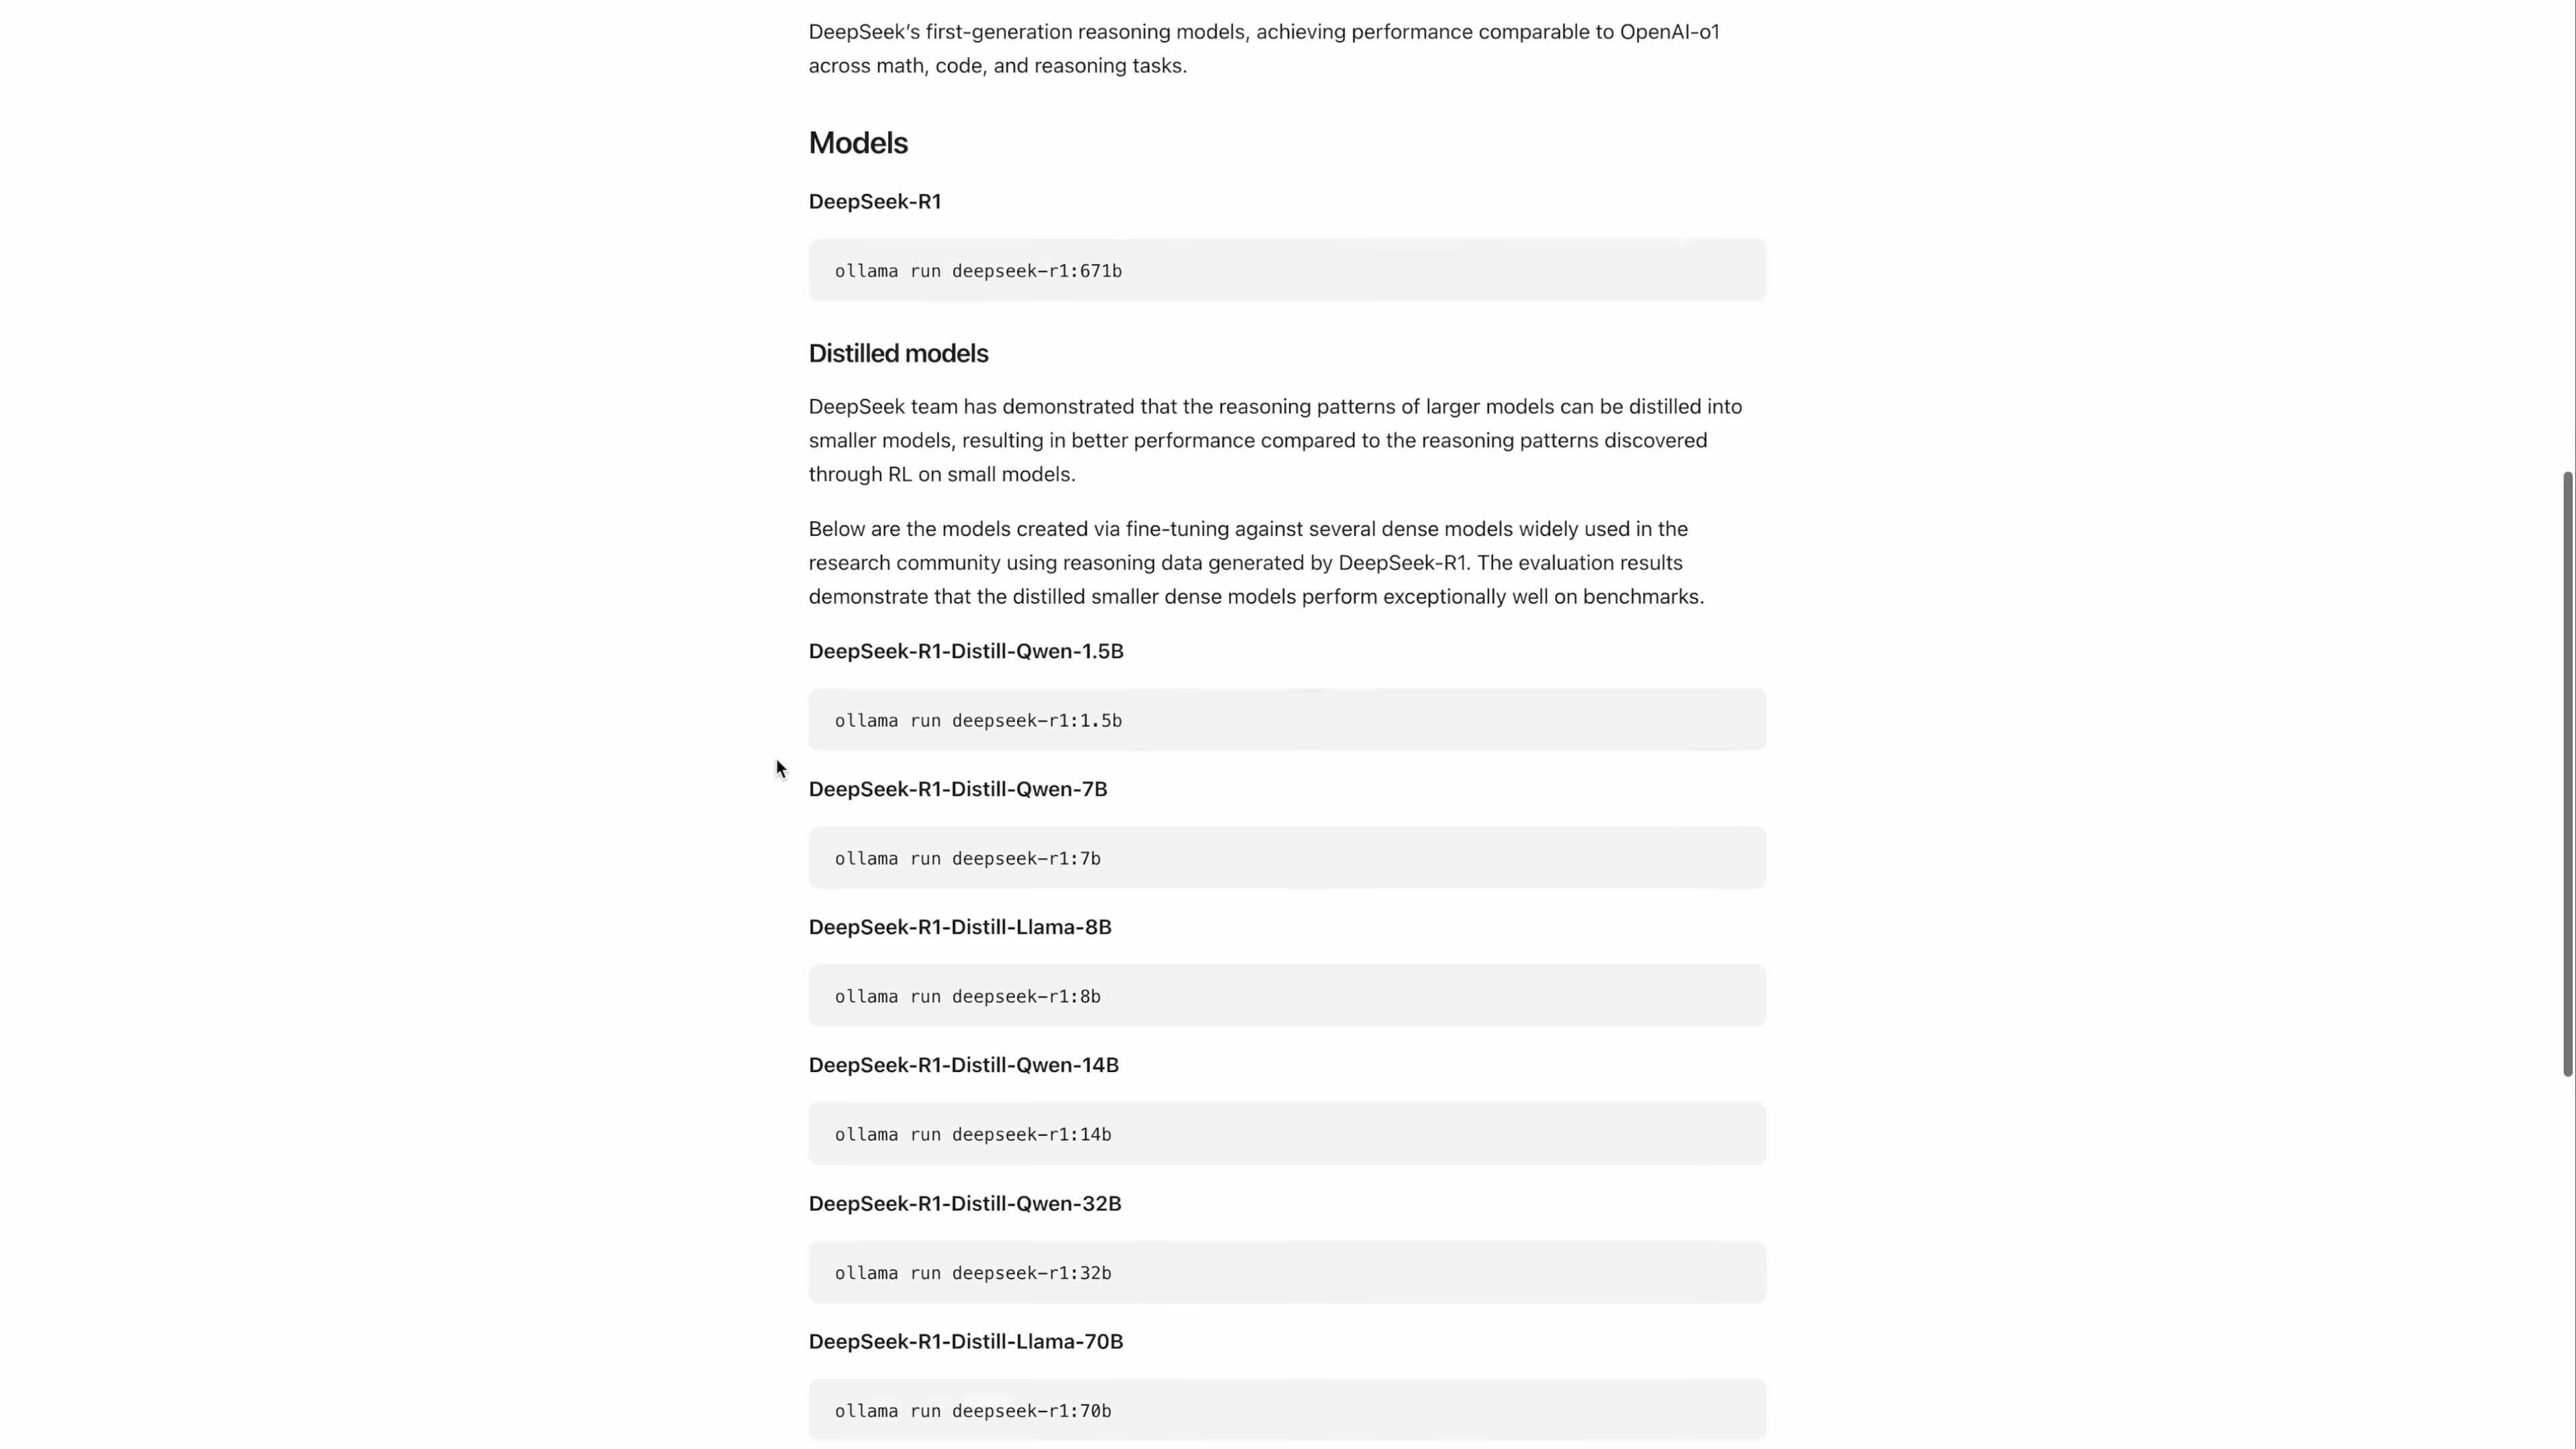 DeepSeek’s first-generation reasoning models, achieving performance comparable to OpenAI-o1
across math, code, and reasoning tasks.
Models
DeepSeek-R1
ollama run deepseek-r1:671b
Distilled models
DeepSeek team has demonstrated that the reasoning patterns of larger models can be distilled into
smaller models, resulting in better performance compared to the reasoning patterns discovered
through RL on small models.
Below are the models created via fine-tuning against several dense models widely used in the
research community using reasoning data generated by DeepSeek-R1. The evaluation results
demonstrate that the distilled smaller dense models perform exceptionally well on benchmarks.
DeepSeek-R1-Distill-Qwen-1.5B
ollama run deepseek-r1:1.5b
DeepSeek-R1-Distill-Qwen-7B
ollama run deepseek-r1:7b
DeepSeek-R1-Distill-Llama-8B
ollama run deepseek-r1:8b
DeepSeek-R1-Distill-Qwen-14B
ollama run deepseek-r1:14b
DeepSeek-R1-Distill-Qwen-32B
ollama run deepseek-r1:32b
DeepSeek-R1-Distill-Llama-70B
ollama run deepseek-r1:70b